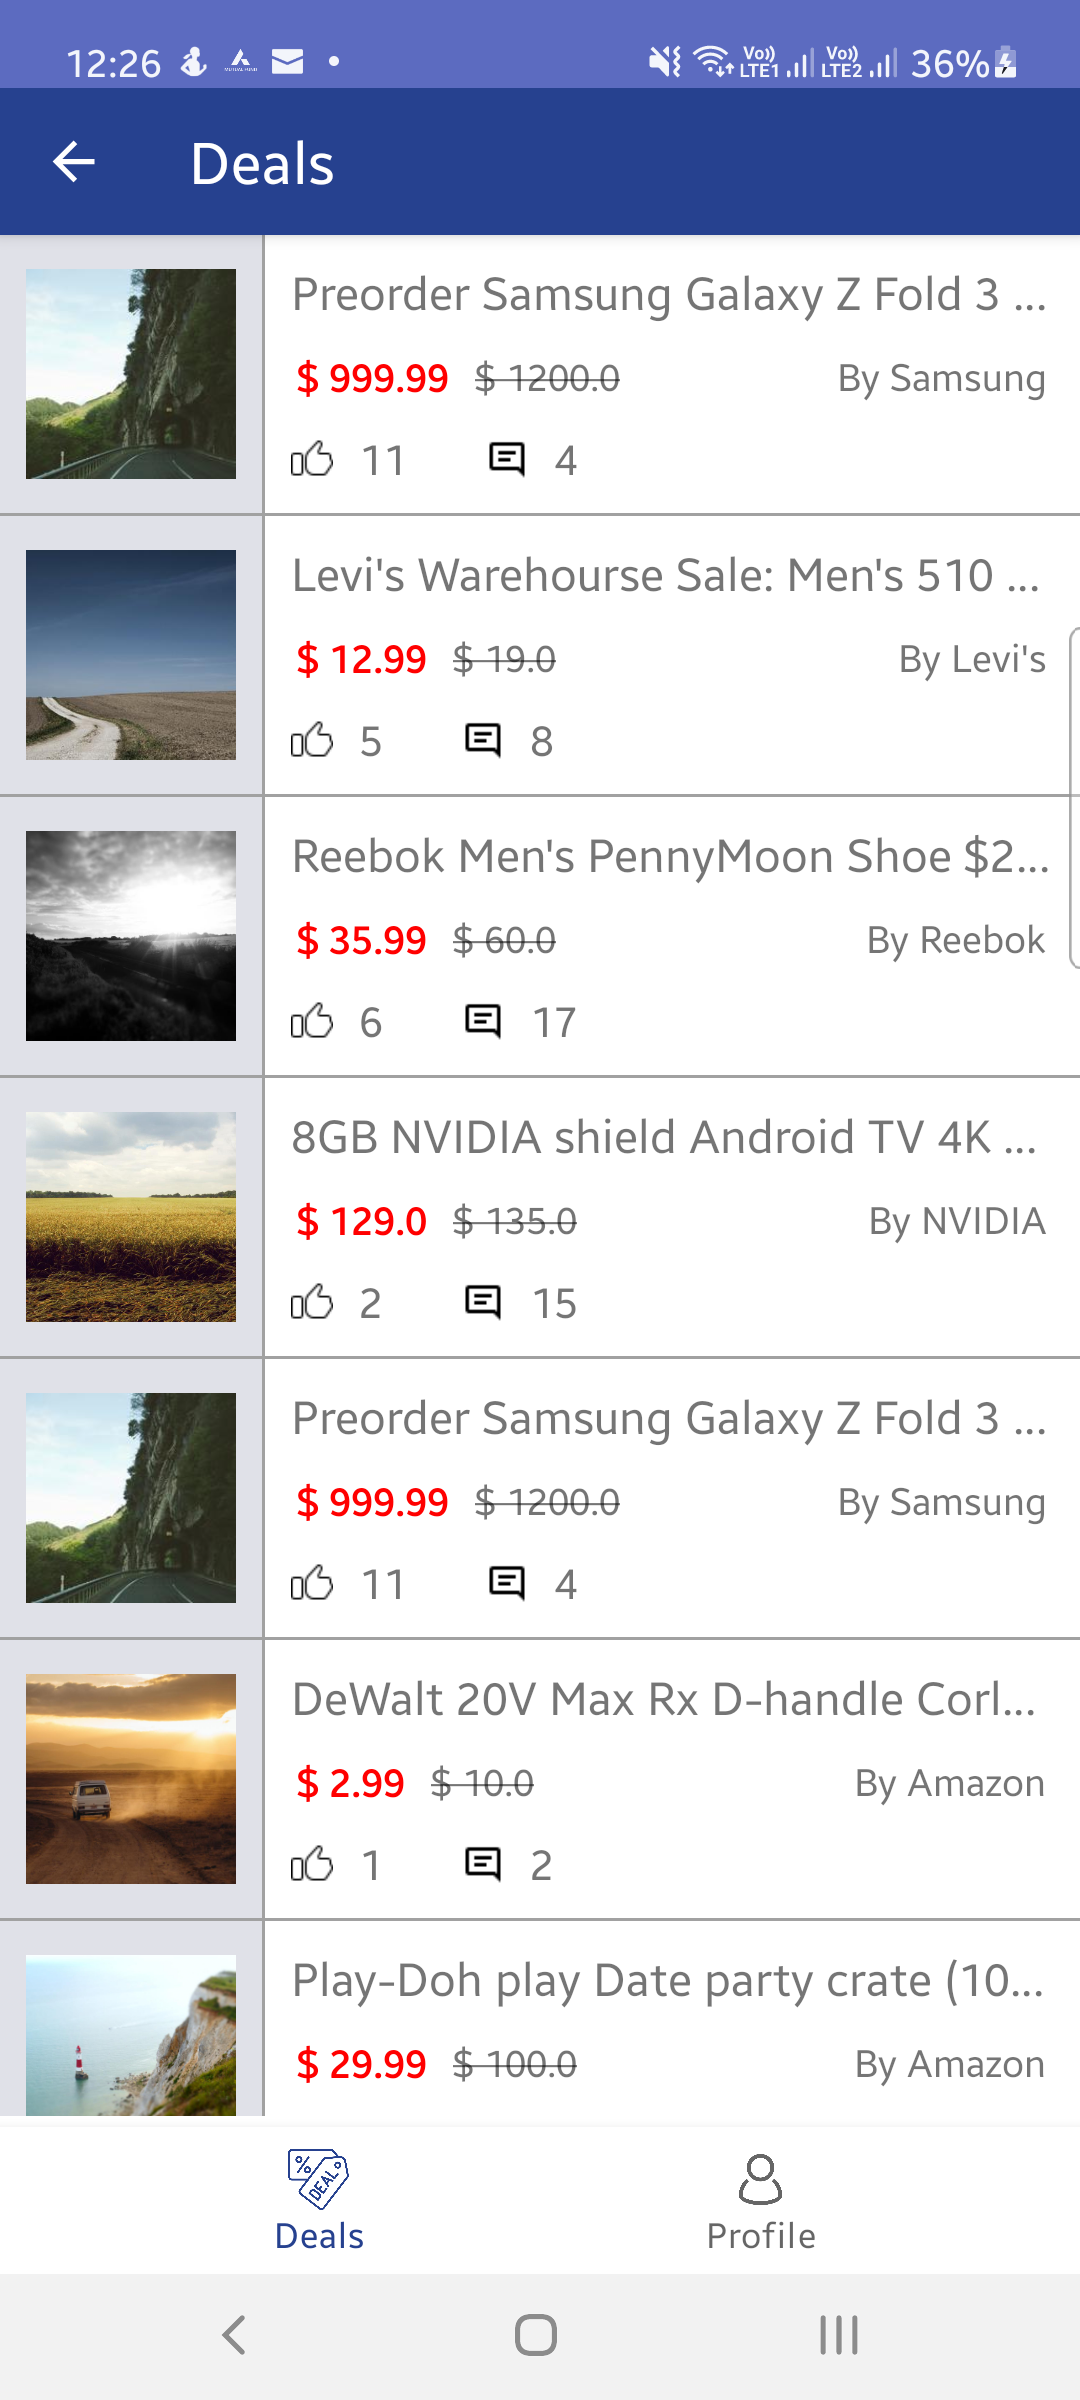 12:26
Vo)) LTE1 Vo)) LTE2 36%
Deals
Preorder Samsung Galaxy Z Fold 3 ...
$ 999.99 $ 1200.0 By Samsung
11 4
Levi's Warehourse Sale: Men's 510 ...
$ 12.99 $ 19.0 By Levi's
5 8
Reebok Men's PennyMoon Shoe $2...
$ 35.99 $ 60.0 By Reebok
6 17
8GB NVIDIA shield Android TV 4K ...
$ 129.0 $ 135.0 By NVIDIA
2 15
Preorder Samsung Galaxy Z Fold 3 ...
$ 999.99 $ 1200.0 By Samsung
11 4
DeWalt 20V Max Rx D-handle Corl...
$ 2.99 $ 10.0 By Amazon
1 2
Play-Doh play Date party crate (10...
$ 29.99 $ 100.0 By Amazon
% DEAL
Deals Profile